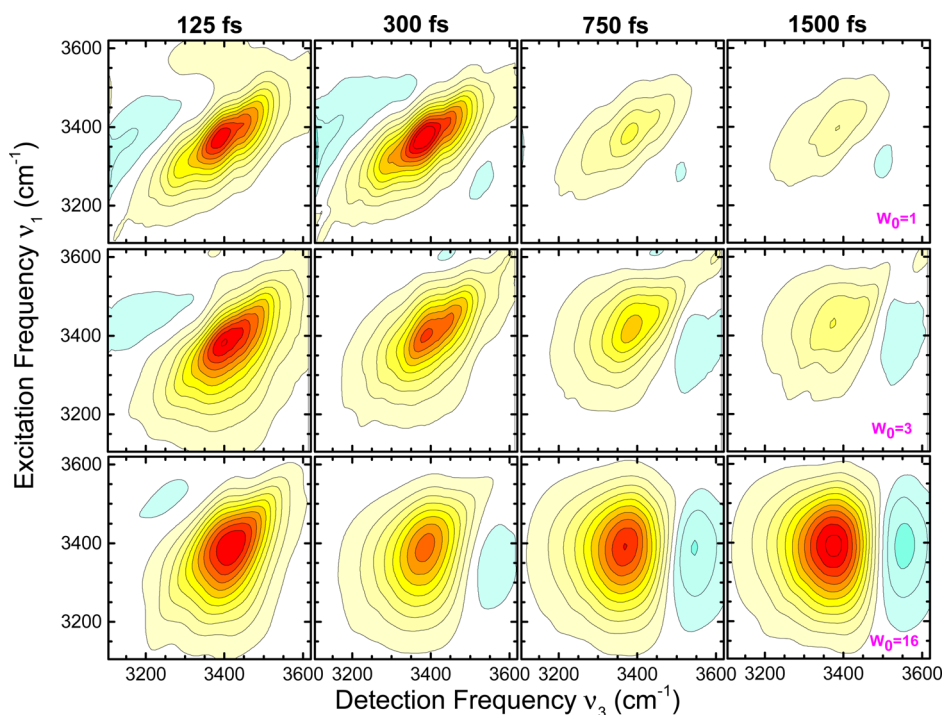 125 fs 300 fs 750 fs 1500 fs
Excitation Frequency ν₁ (cm⁻¹)
3600
3400
3200
W₀=1
3600
3400
3200
W₀=3
3600
3400
3200
W₀=16
3200 3400 3600 3200 3400 3600 3200 3400 3600 3200 3400 3600
Detection Frequency ν₃ (cm⁻¹)